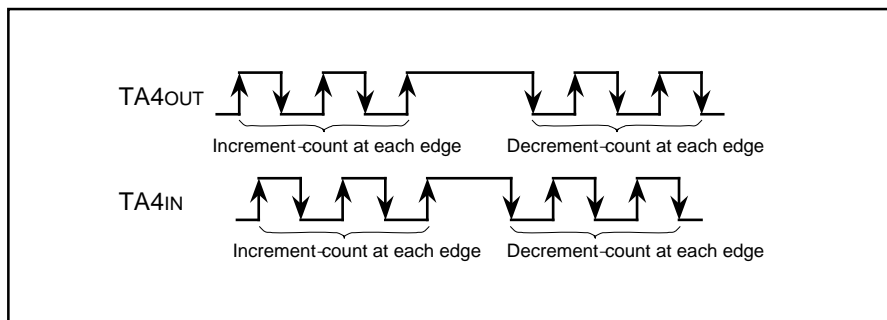 TA4OUT
Increment-count at each edge Decrement-count at each edge
TA4IN
Increment-count at each edge Decrement-count at each edge